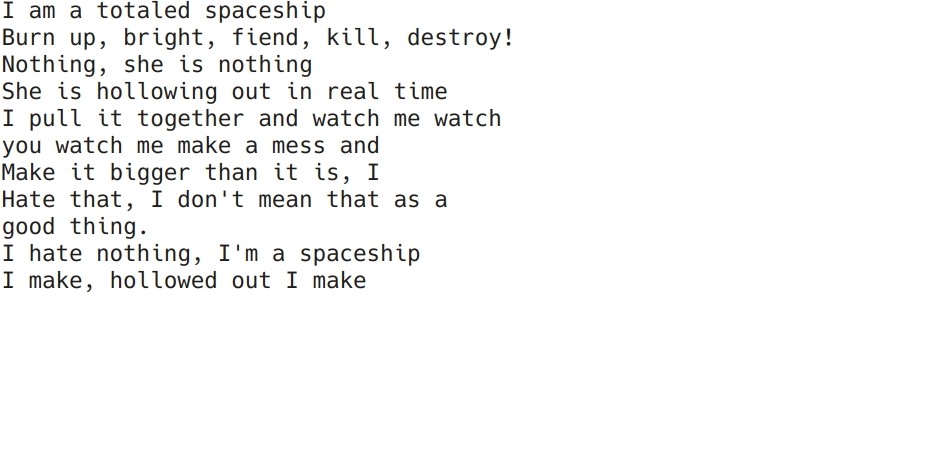 I am a totaled spaceship
Burn up, bright, fiend, kill, destroy!
Nothing, she is nothing
She is hollowing out in real time
I pull it together and watch me watch
you watch me make a mess and
Make it bigger than it is, I
Hate that, I don't mean that as a
good thing.
I hate nothing, I'm a spaceship
I make, hollowed out I make